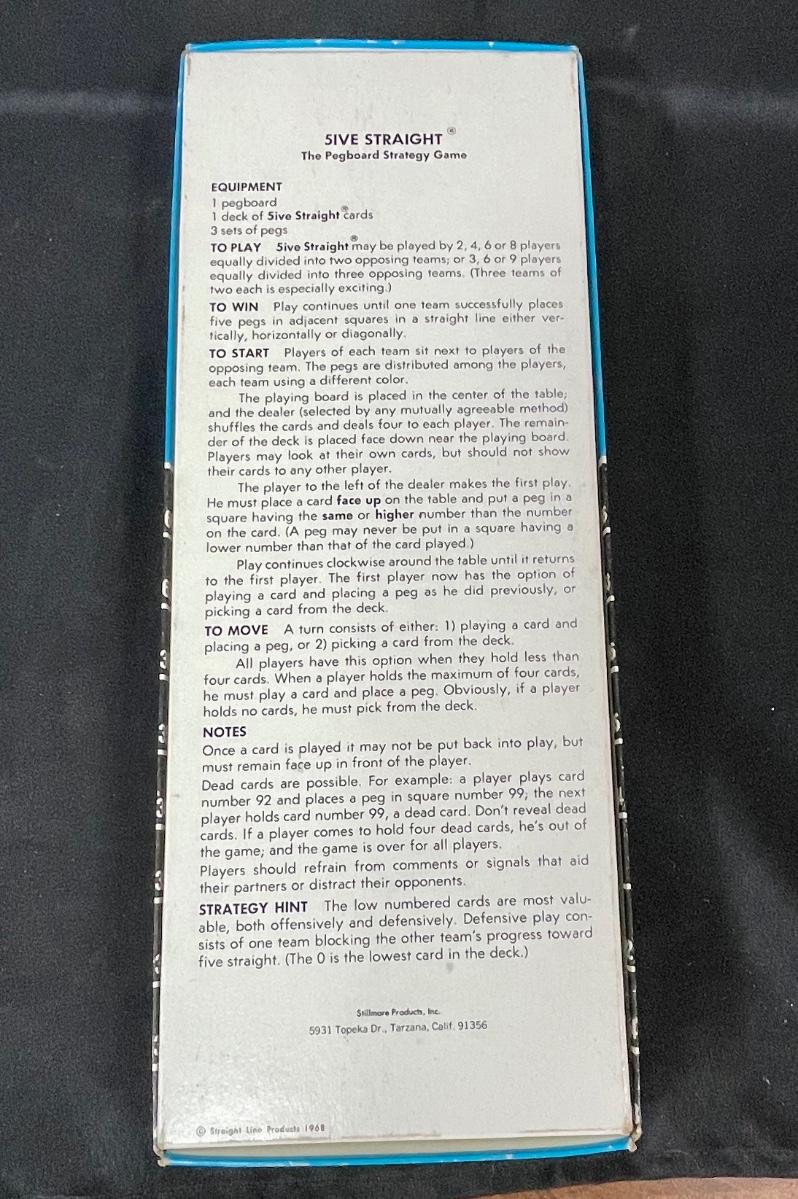 5IVE STRAIGHT ®
The Pegboard Strategy Game
EQUIPMENT
1 pegboard
1 deck of 5ive Straight® cards
3 sets of pegs
TO PLAY 5ive Straight® may be played by 2, 4, 6 or 8 players
equally divided into two opposing teams; or 3, 6 or 9 players
equally divided into three opposing teams. (Three teams of
two each is especially exciting.)
TO WIN Play continues until one team successfully places
five pegs in adjacent squares in a straight line either ver-
tically, horizontally or diagonally.
TO START Players of each team sit next to players of the
opposing team. The pegs are distributed among the players,
each team using a different color.
The playing board is placed in the center of the table;
and the dealer (selected by any mutually agreeable method)
shuffles the cards and deals four to each player. The remain-
der of the deck is placed face down near the playing board.
Players may look at their own cards, but should not show
their cards to any other player.
The player to the left of the dealer makes the first play.
He must place a card face up on the table and put a peg in a
square having the same or higher number than the number
on the card. (A peg may never be put in a square having a
lower number than that of the card played.)
Play continues clockwise around the table until it returns
to the first player. The first player now has the option of
playing a card and placing a peg as he did previously, or
picking a card from the deck.
TO MOVE A turn consists of either: 1) playing a card and
placing a peg, or 2) picking a card from the deck.
All players have this option when they hold less than
four cards. When a player holds the maximum of four cards,
he must play a card and place a peg. Obviously, if a player
holds no cards, he must pick from the deck.
NOTES
Once a card is played it may not be put back into play, but
must remain face up in front of the player.
Dead cards are possible. For example: a player plays card
number 92 and places a peg in square number 99; the next
player holds card number 99, a dead card. Don't reveal dead
cards. If a player comes to hold four dead cards, he's out of
the game; and the game is over for all players.
Players should refrain from comments or signals that aid
their partners or distract their opponents.
STRATEGY HINT The low numbered cards are most valu-
able, both offensively and defensively. Defensive play con-
sists of one team blocking the other team's progress toward
five straight. (The 0 is the lowest card in the deck.)
Stillmore Products, Inc.
5931 Topeka Dr., Tarzana, Calif. 91356
© Straight Line Products 1968